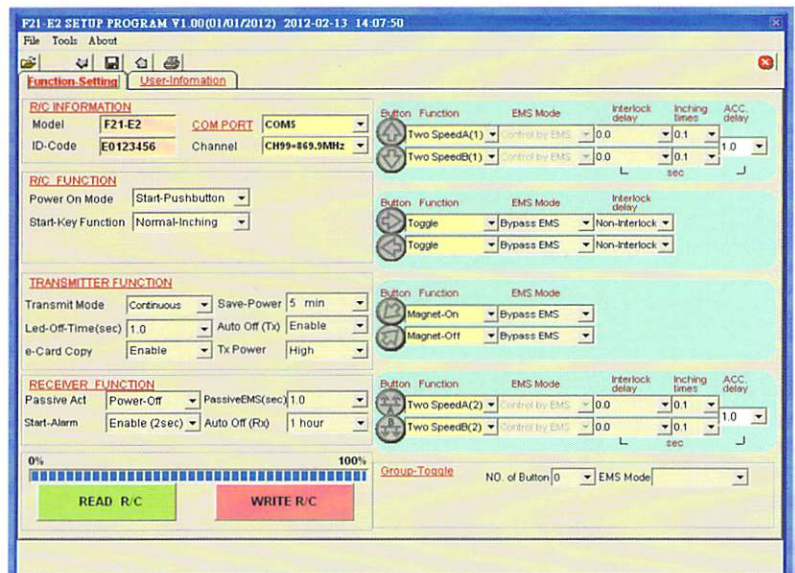 F21-E2 SETUP PROGRAM V1.00(01/01/2012) 2012-02-13 14:07:50
File Tools About
Function-Setting User-Infomation
R/C INFORMATION
Model F21-E2 COM PORT COM5
ID-Code E0123456 Channel CH99=869.9MHz
R/C FUNCTION
Power On Mode Start-Pushbutton
Start-Key Function Normal-Inching
TRANSMITTER FUNCTION
Transmit Mode Continuous Save-Power 5 min
Led-Off-Time(sec) 1.0 Auto Off (Tx) Enable
e-Card Copy Enable Tx Power High
RECEIVER FUNCTION
Passive Act Power-Off PassiveEMS(sec) 1.0
Start-Alarm Enable (2sec) Auto Off (Rx) 1 hour
0% 100%
READ R/C WRITE R/C
Button Function EMS Mode Interlock delay Inching times ACC. delay
Two SpeedA(1) Control by EMS 0.0 0.1 1.0
Two SpeedB(1) Control by EMS 0.0 0.1
sec
Button Function EMS Mode Interlock delay
Toggle Bypass EMS Non-Interlock
Toggle Bypass EMS Non-Interlock
Button Function EMS Mode
Magnet-On Bypass EMS
Magnet-Off Bypass EMS
Button Function EMS Mode Interlock delay Inching times ACC. delay
Two SpeedA(2) Control by EMS 0.0 0.1 1.0
Two SpeedB(2) Control by EMS 0.0 0.1
sec
Group-Toggle NO. of Button 0 EMS Mode